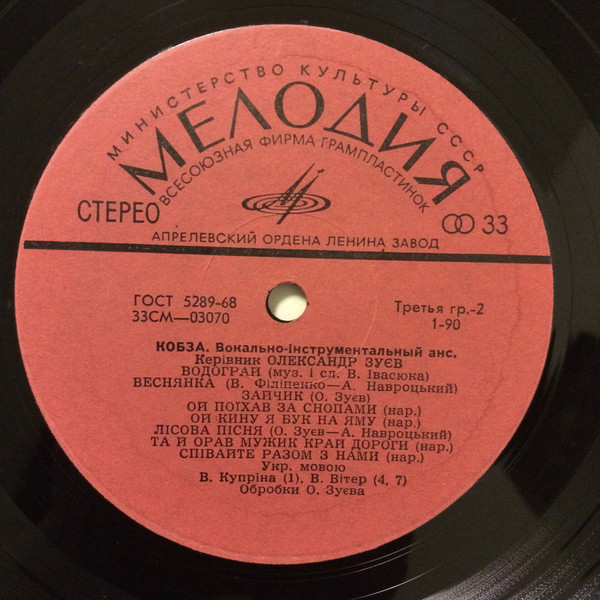 МИНИСТЕРСТВО КУЛЬТУРЫ СССР
МЕЛОДИЯ
ВСЕСОЮЗНАЯ ФИРМА ГРАМПЛАСТИНОК
СТЕРЕО
33
АПРЕЛЕВСКИЙ ОРДЕНА ЛЕНИНА ЗАВОД
ГОСТ 5289-68
33СМ—03070
Третья гр.-2
1-90
КОБЗА. Вокально-інструментальный анс.
Керівник ОЛЕКСАНДР ЗУЄВ
ВОДОГРАЙ (муз. і сл. В. Івасюка)
ВЕСНЯНКА (В. Філіпенко—А. Навроцький)
ЗАЙЧИК (О. Зуєв)
ОЙ ПОЇХАВ ЗА СНОПАМИ (нар.)
ОЙ КИНУ Я БУК НА ЯМУ (нар.)
ЛІСОВА ПІСНЯ (О. Зуєв—А. Навроцький)
ТА Й ОРАВ МУЖИК КРАЙ ДОРОГИ (нар.)
СПІВАЙТЕ РАЗОМ З НАМИ (нар.)
Укр. мовою
В. Купріна (1), В. Вітер (4, 7)
Обробки О. Зуєва